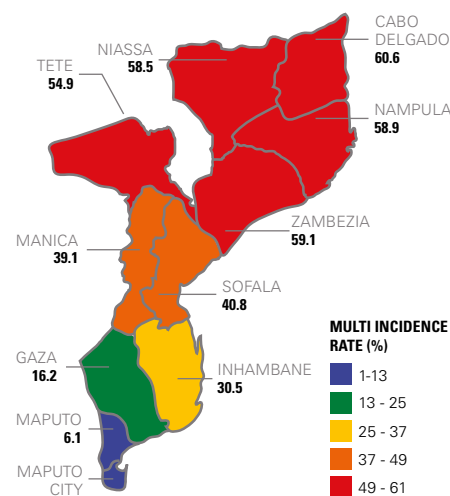 CABO
DELGADO
60.6
NIASSA
58.5
TETE
54.9
NAMPULA
58.9
ZAMBEZIA
59.1
MANICA
39.1
SOFALA
40.8
GAZA
16.2
INHAMBANE
30.5
MAPUTO
6.1
MAPUTO
CITY
MULTI INCIDENCE
RATE (%)
1-13
13 - 25
25 - 37
37 - 49
49 - 61